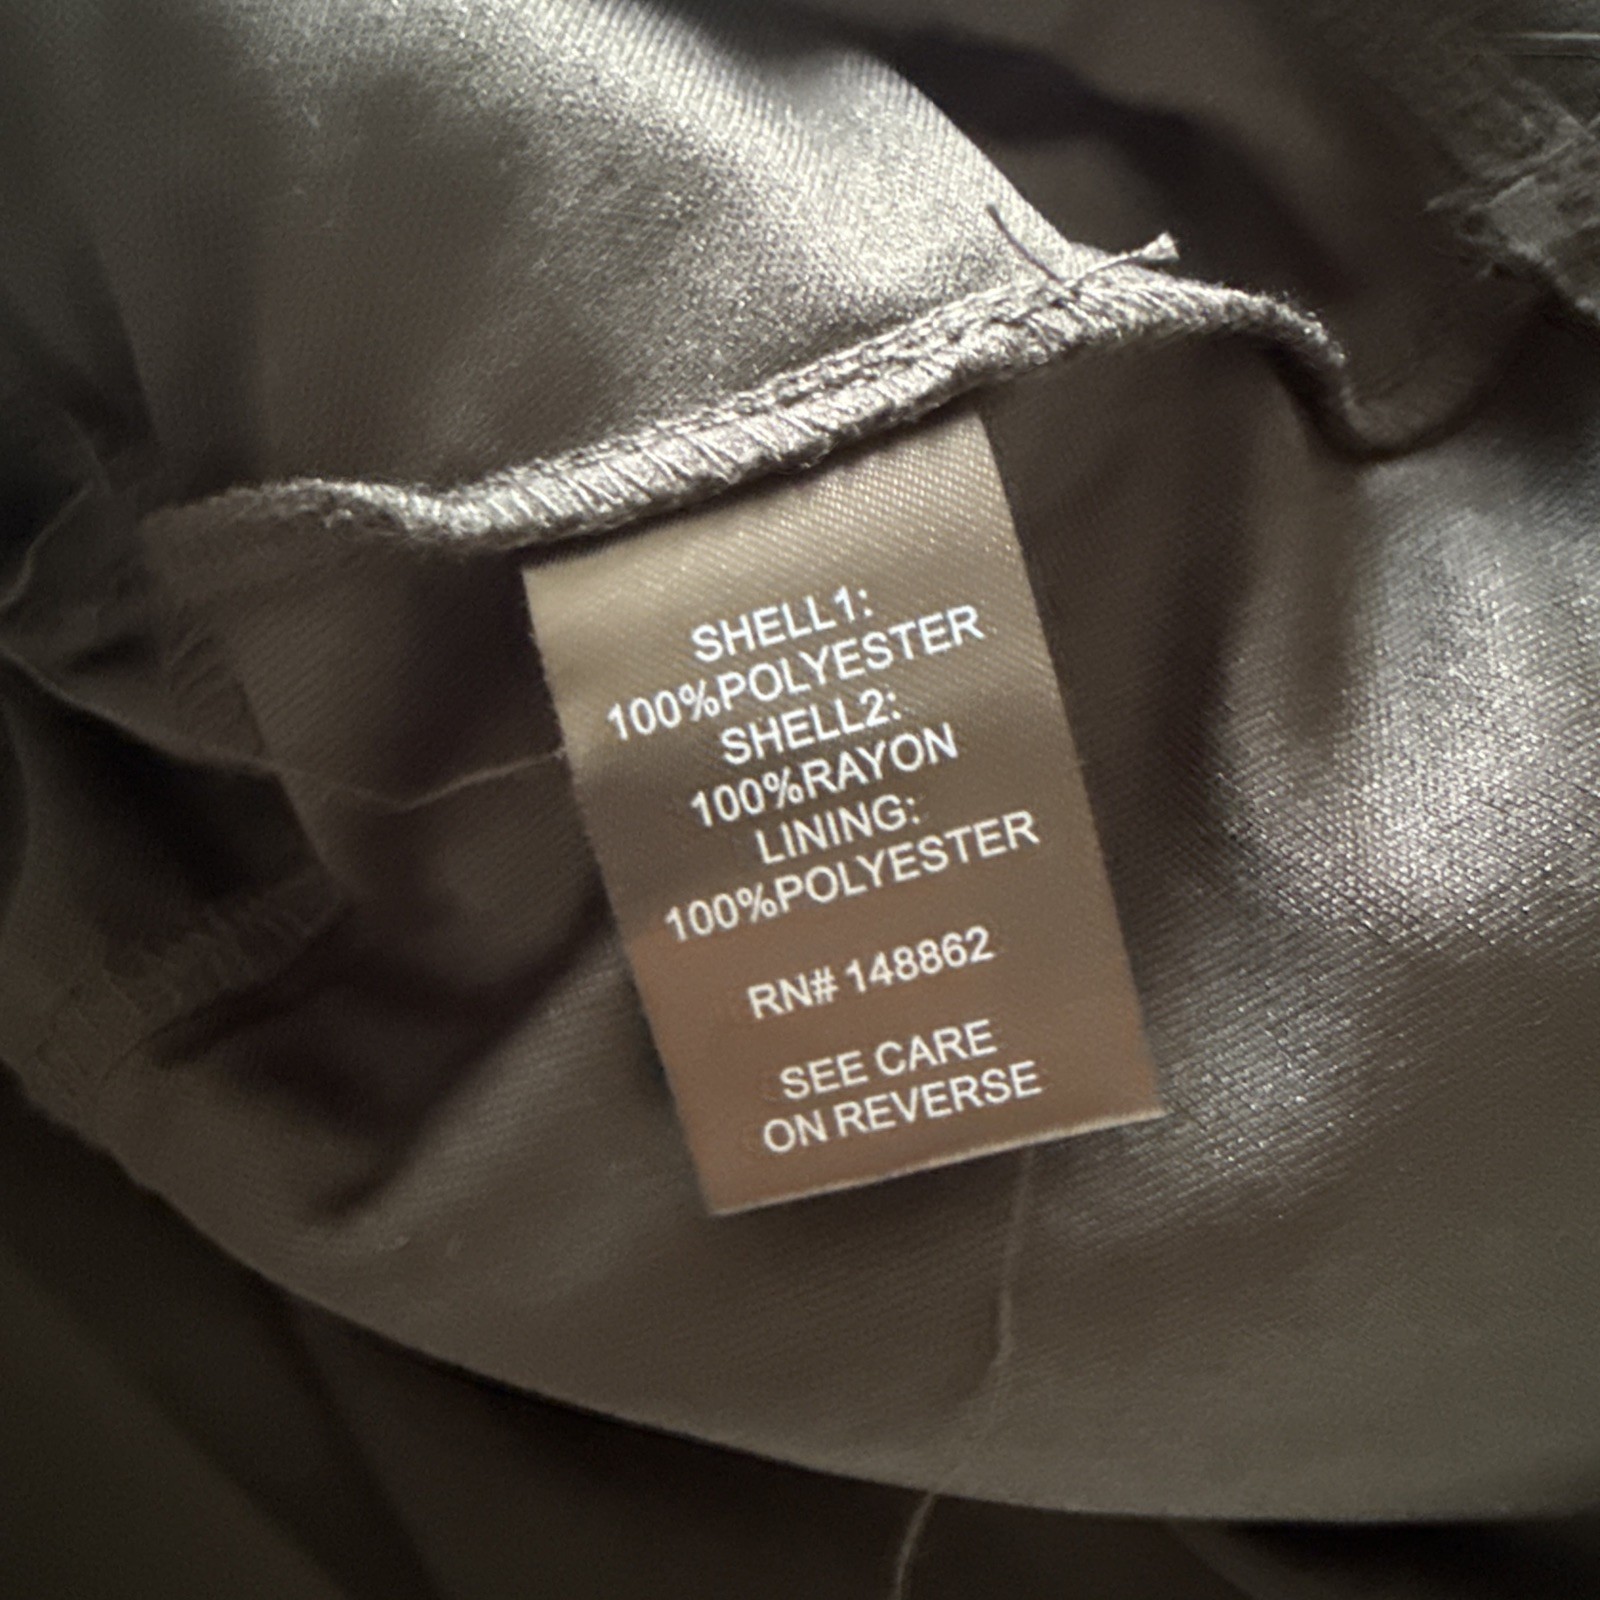 SHELL1:
100%POLYESTER
SHELL2:
100%RAYON
LINING:
100%POLYESTER
RN# 148862
SEE CARE
ON REVERSE